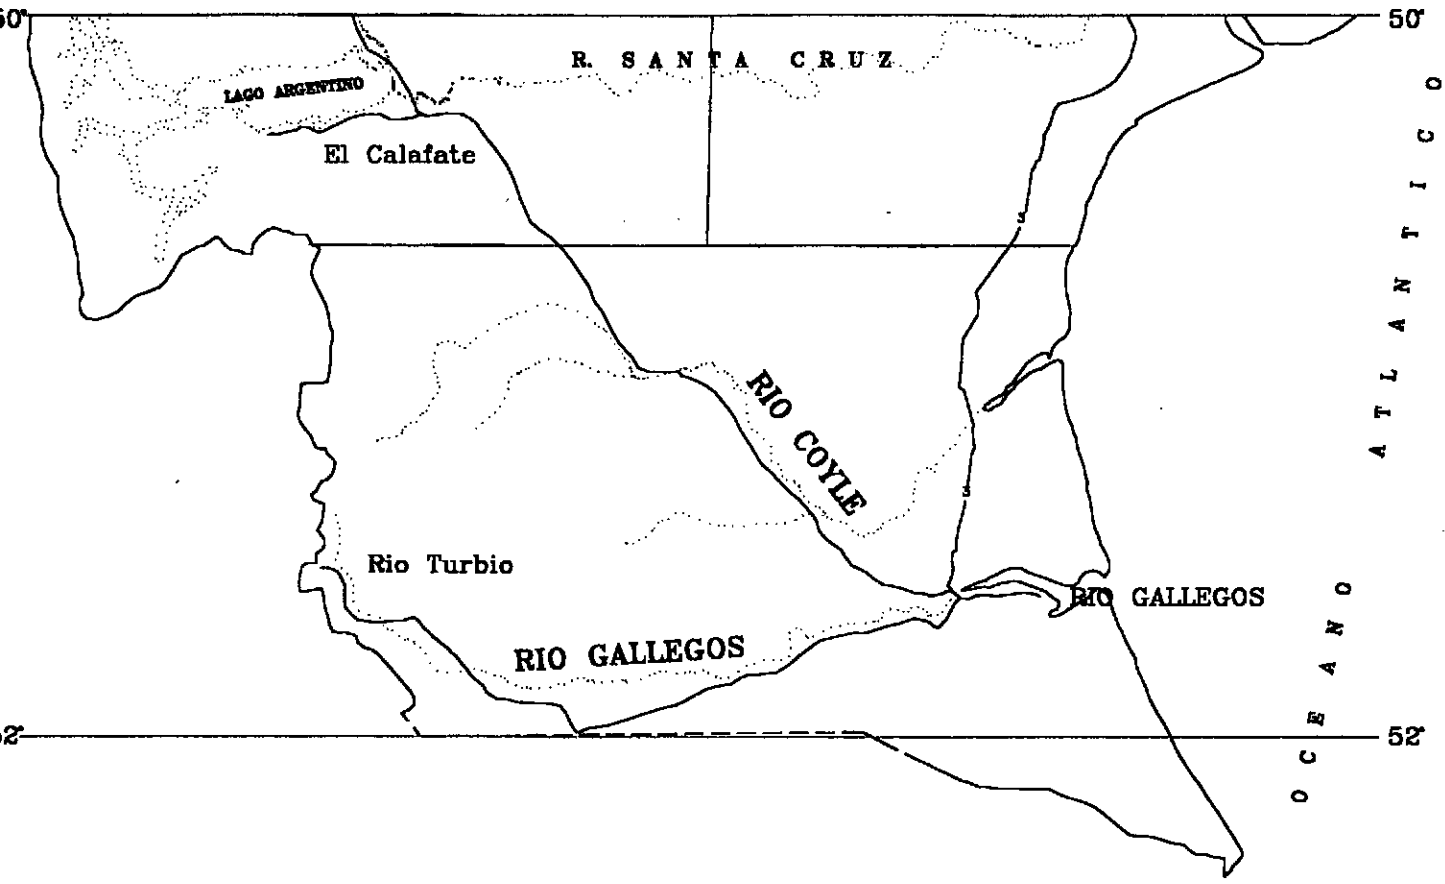 50°
50°
R. SANTA CRUZ
LAGO ARGENTINO
El Calafate
RIO COYLE
Rio Turbio
RIO GALLEGOS
RIO GALLEGOS
52°
52°
OCEANO ATLANTICO